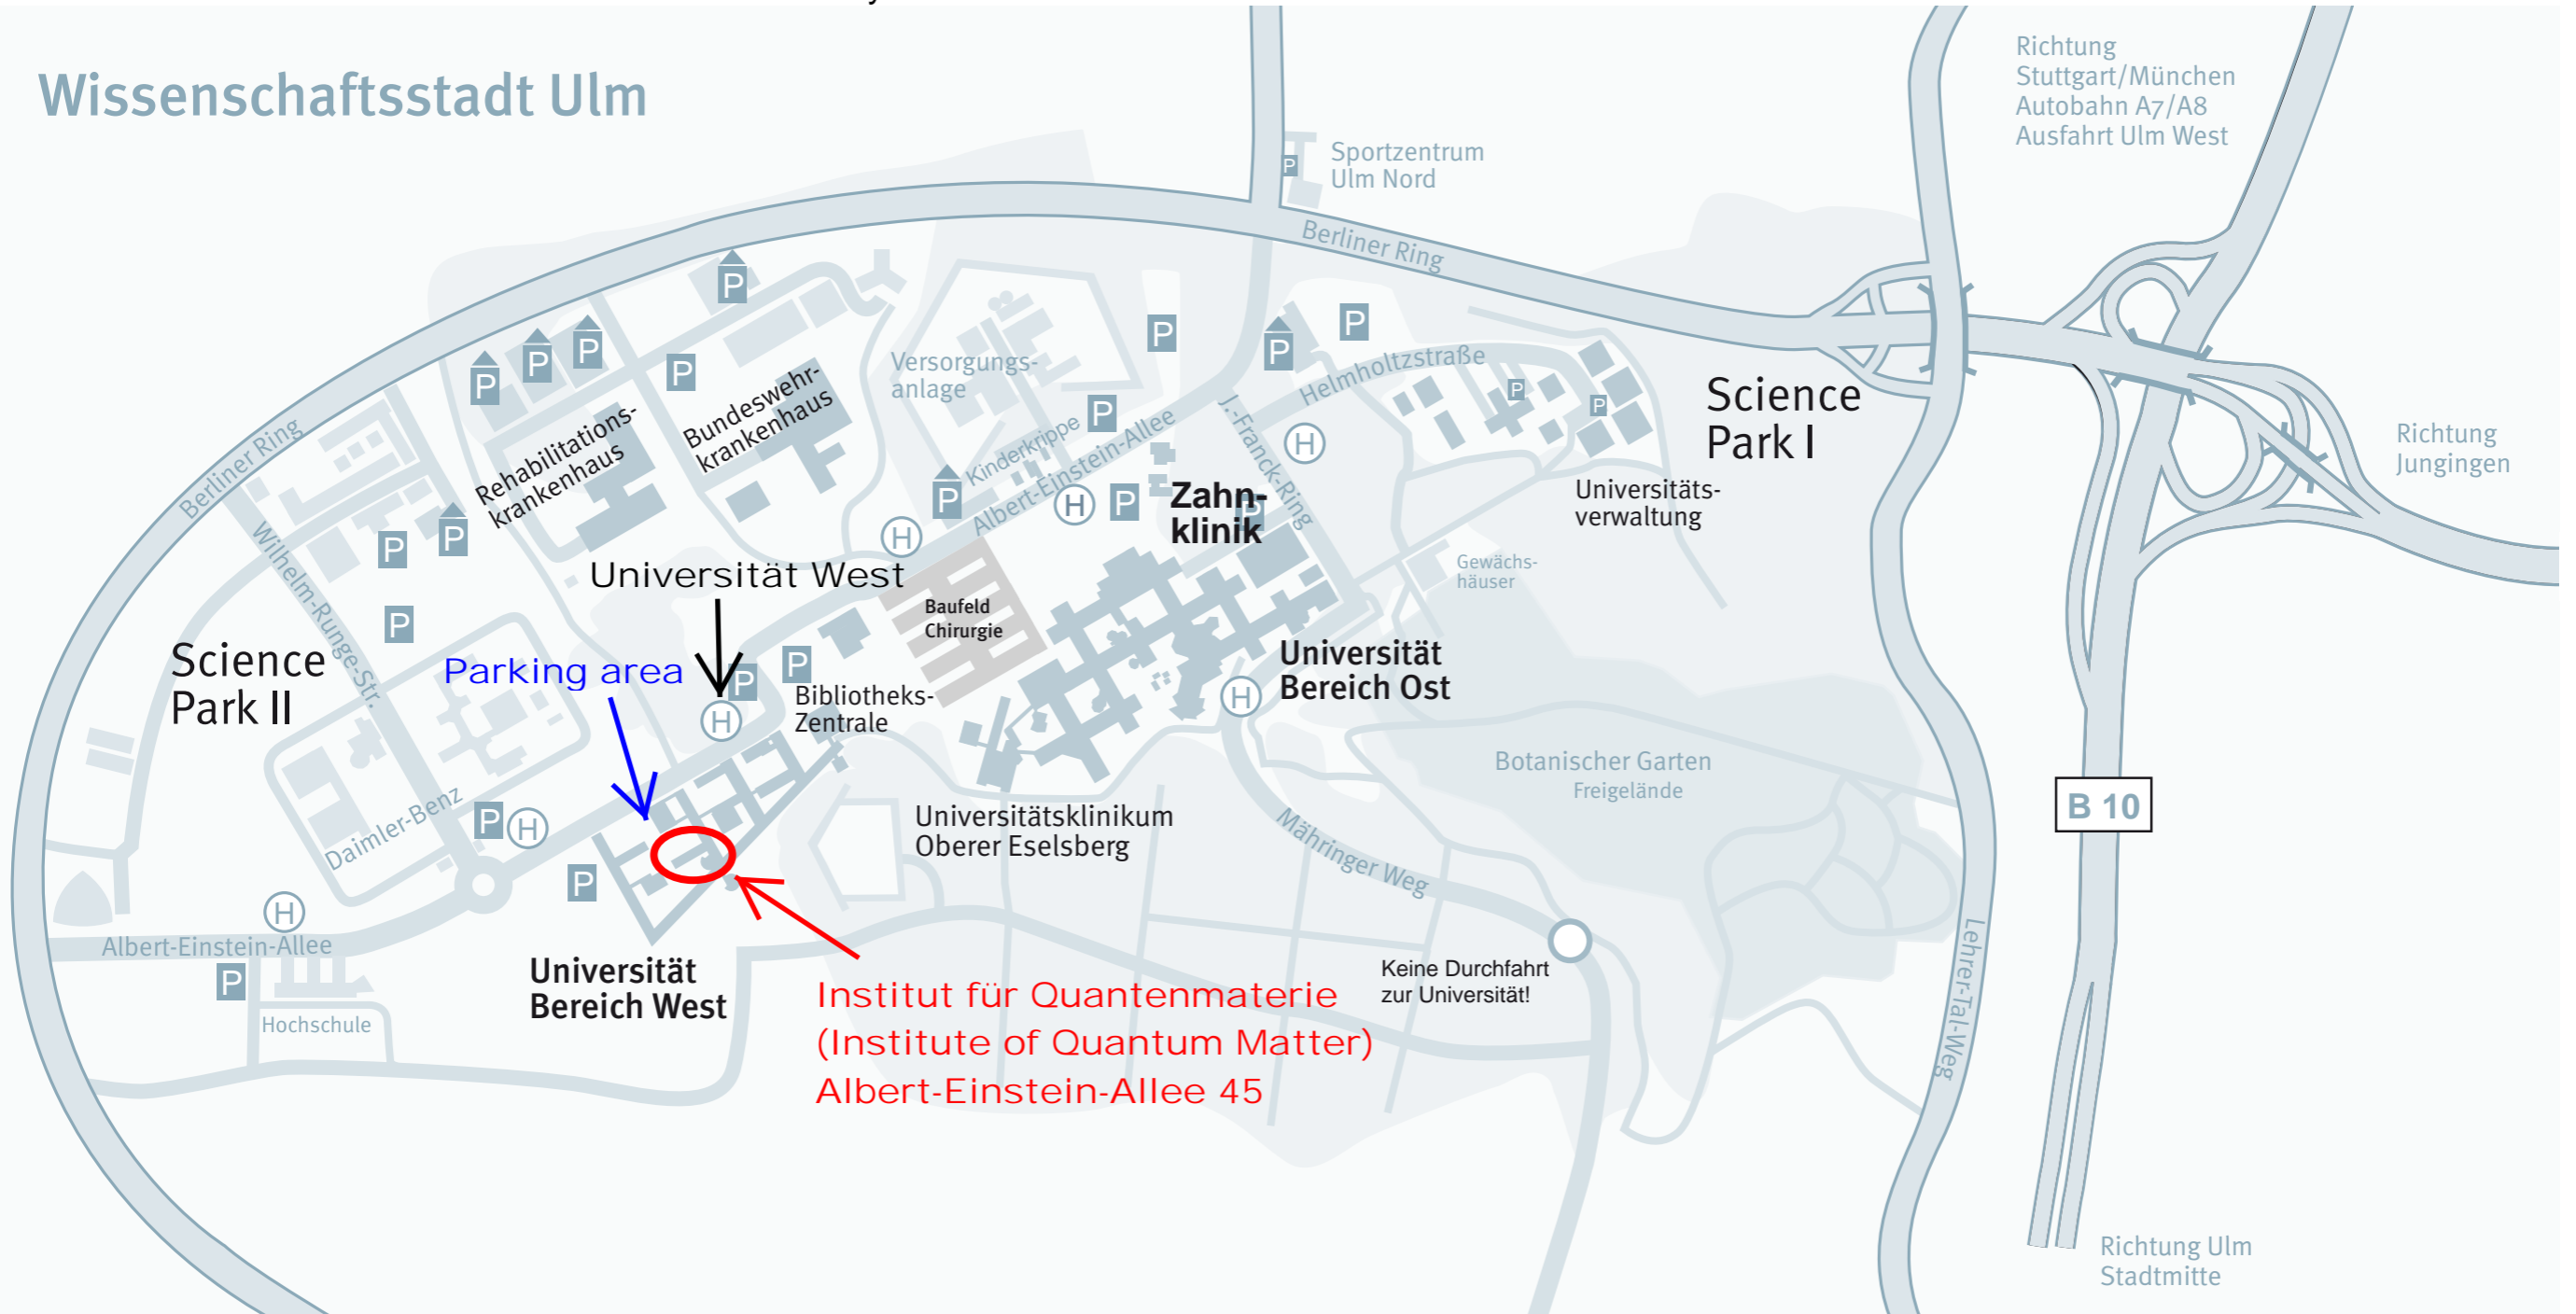 Wissenschaftsstadt Ulm
Richtung
Stuttgart/München
Autobahn A7/A8
Ausfahrt Ulm West
P
Sportzentrum
Ulm Nord
Berliner Ring
P
P
P
P
P
P
P
P
P
Versorgungs-
anlage
Helmholtzstraße
P
P
Science
Park I
Bundeswehr-
krankenhaus
Rehabilitations-
krankenhaus
Berliner Ring
Kinderkrippe
P
Albert-Einstein-Allee
J.-Franck-Ring
H
Richtung
Jungingen
P
H
P
Zahn-
klinik
P
Universitäts-
verwaltung
H
P
P
Wilhelm-Runge-Str.
Universität West
Gewächs-
häuser
Baufeld
Chirurgie
P
Science
Park II
Parking area
P
P
H
Bibliotheks-
Zentrale
Universität
Bereich Ost
H
Botanischer Garten
Freigelände
B 10
Daimler-Benz
P
H
Universitätsklinikum
Oberer Eselsberg
Mähringer Weg
P
H
Albert-Einstein-Allee
P
Hochschule
Universität
Bereich West
Institut für Quantenmaterie
(Institute of Quantum Matter)
Albert-Einstein-Allee 45
Keine Durchfahrt
zur Universität!
Lehrer-Tal-Weg
Richtung Ulm
Stadtmitte